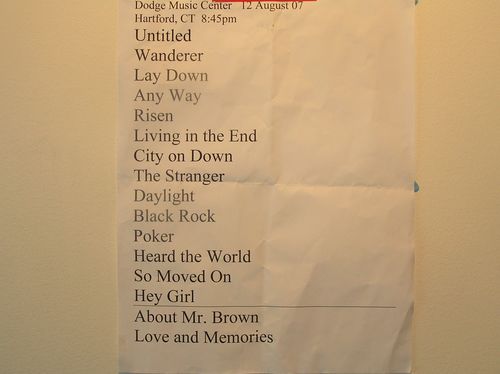 Dodge Music Center 12 August 07
Hartford, CT 8:45pm
Untitled
Wanderer
Lay Down
Any Way
Risen
Living in the End
City on Down
The Stranger
Daylight
Black Rock
Poker
Heard the World
So Moved On
Hey Girl
About Mr. Brown
Love and Memories